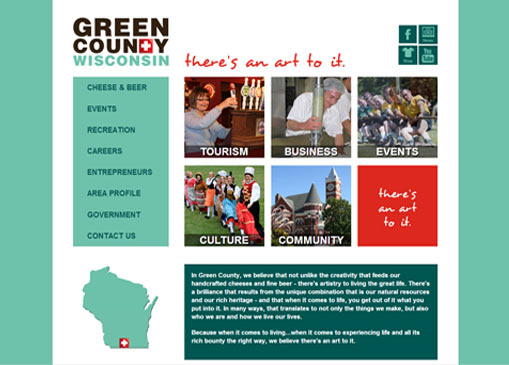 GREEN
COUNTY
WISCONSIN
there's an art to it.
News
Shop
You
Tube
CHEESE & BEER
EVENTS
RECREATION
CAREERS
ENTREPRENEURS
AREA PROFILE
GOVERNMENT
CONTACT US
TOURISM
BUSINESS
EVENTS
CULTURE
COMMUNITY
there's
an art
to it.
In Green County, we believe that not unlike the creativity that feeds our
handcrafted cheeses and fine beer - there's artistry to living the great life. There's
a brilliance that results from the unique combination that is our natural resources
and our rich heritage - and that when it comes to life, you get out of it what you
put into it. In many ways, that translates to not only the things we make, but also
who we are and how we live our lives.
Because when it comes to living...when it comes to experiencing life and all its
rich bounty the right way, we believe there's an art to it.